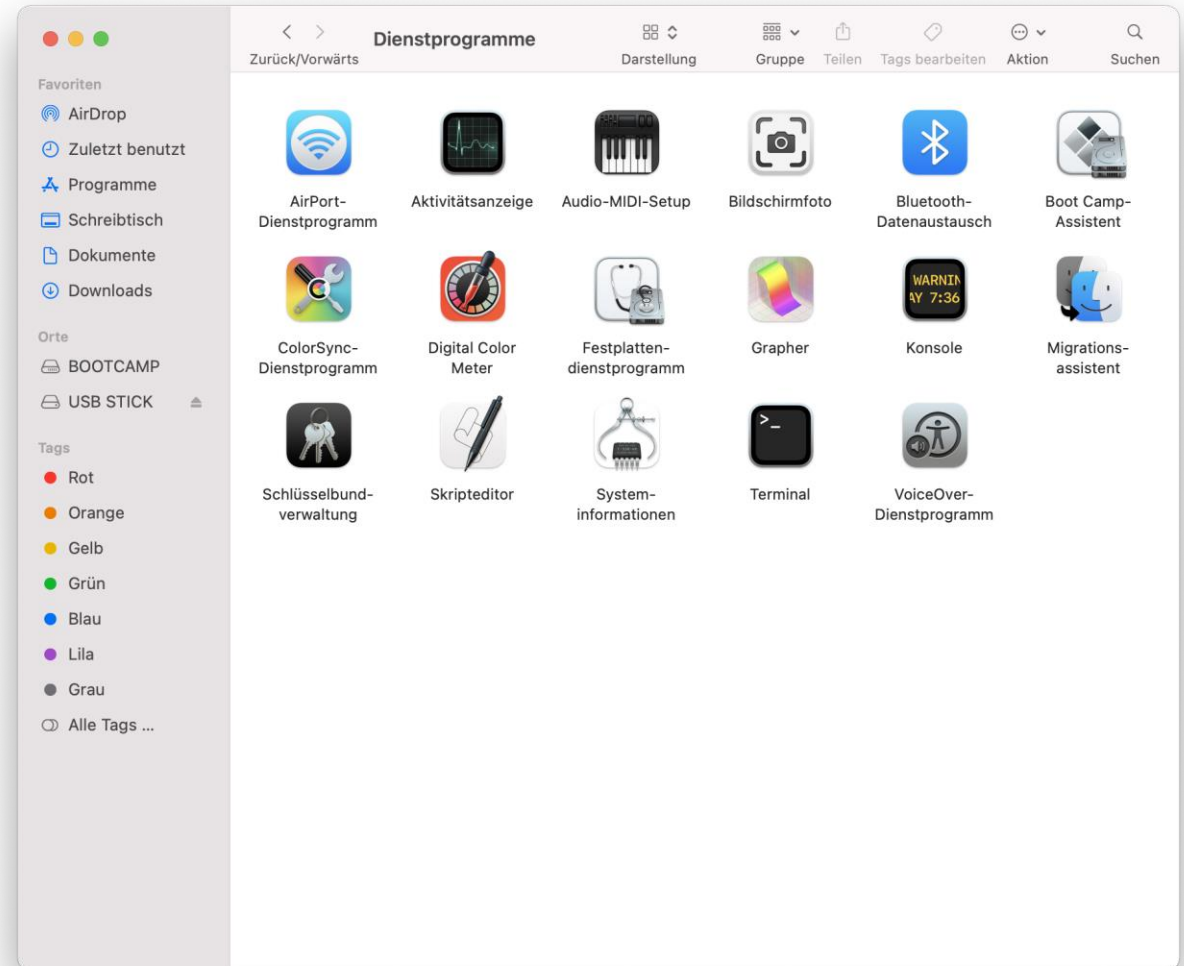 Dienstprogramme
Zurück/Vorwärts
Darstellung
Gruppe
Teilen
Tags bearbeiten
Aktion
Suchen
Favoriten
AirDrop
Zuletzt benutzt
Programme
Schreibtisch
Dokumente
Downloads
Orte
BOOTCAMP
USB STICK
Tags
Rot
Orange
Gelb
Grün
Blau
Lila
Grau
Alle Tags ...
AirPort-
Dienstprogramm
Aktivitätsanzeige
Audio-MIDI-Setup
Bildschirmfoto
Bluetooth-
Datenaustausch
Boot Camp-
Assistent
ColorSync-
Dienstprogramm
Digital Color
Meter
Festplatten-
dienstprogramm
Grapher
WARNIN
AY 7:36
Konsole
Migrations-
assistent
Schlüsselbund-
verwaltung
Skripteditor
System-
informationen
>_
Terminal
VoiceOver-
Dienstprogramm